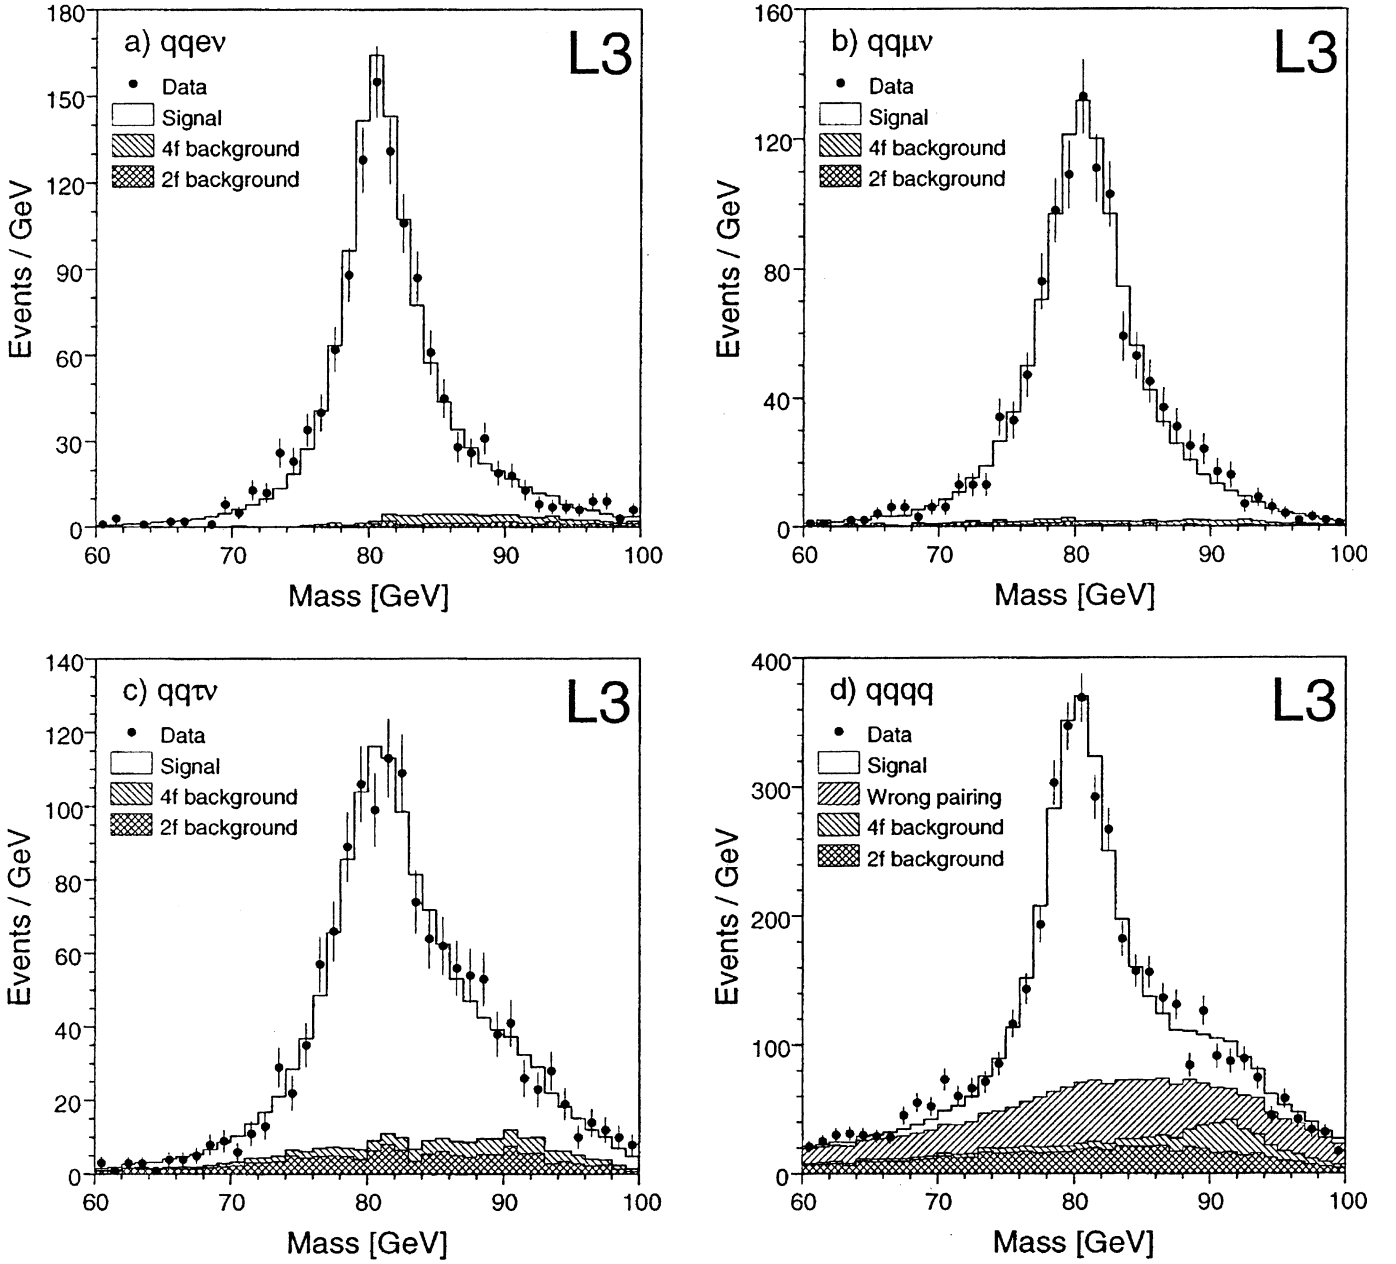 a) qqeν
L3
Data
Signal
4f background
2f background
180
150
120
90
60
30
0
Events / GeV
60 70 80 90 100
Mass [GeV]
b) qqμν
L3
Data
Signal
4f background
2f background
160
120
80
40
0
Events / GeV
60 70 80 90 100
Mass [GeV]
c) qqτν
L3
Data
Signal
4f background
2f background
140
120
100
80
60
40
20
0
Events / GeV
60 70 80 90 100
Mass [GeV]
d) qqqq
L3
Data
Signal
Wrong pairing
4f background
2f background
400
300
200
100
0
Events / GeV
60 70 80 90 100
Mass [GeV]